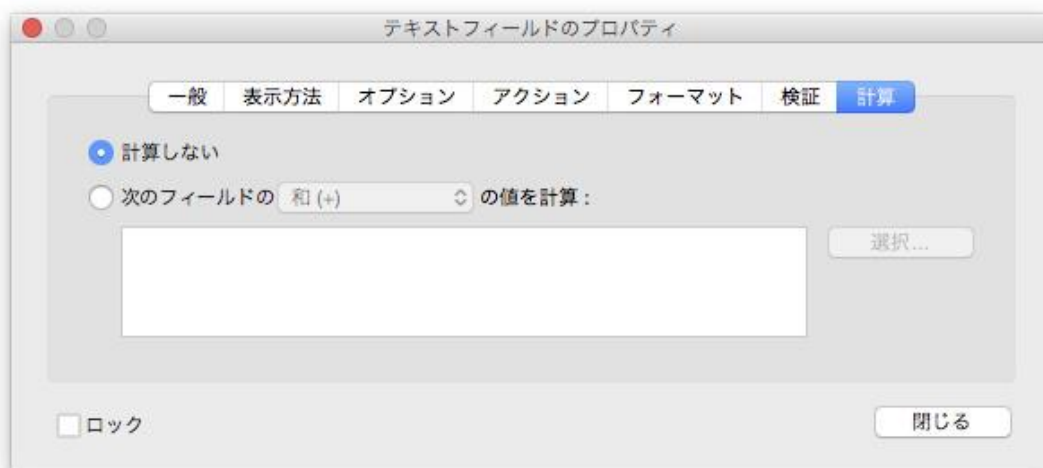 テキストフィールドのプロパティ
一般 表示方法 オプション アクション フォーマット 検証 計算
計算しない
次のフィールドの 和 (+) の値を計算 :
選択...
ロック
閉じる